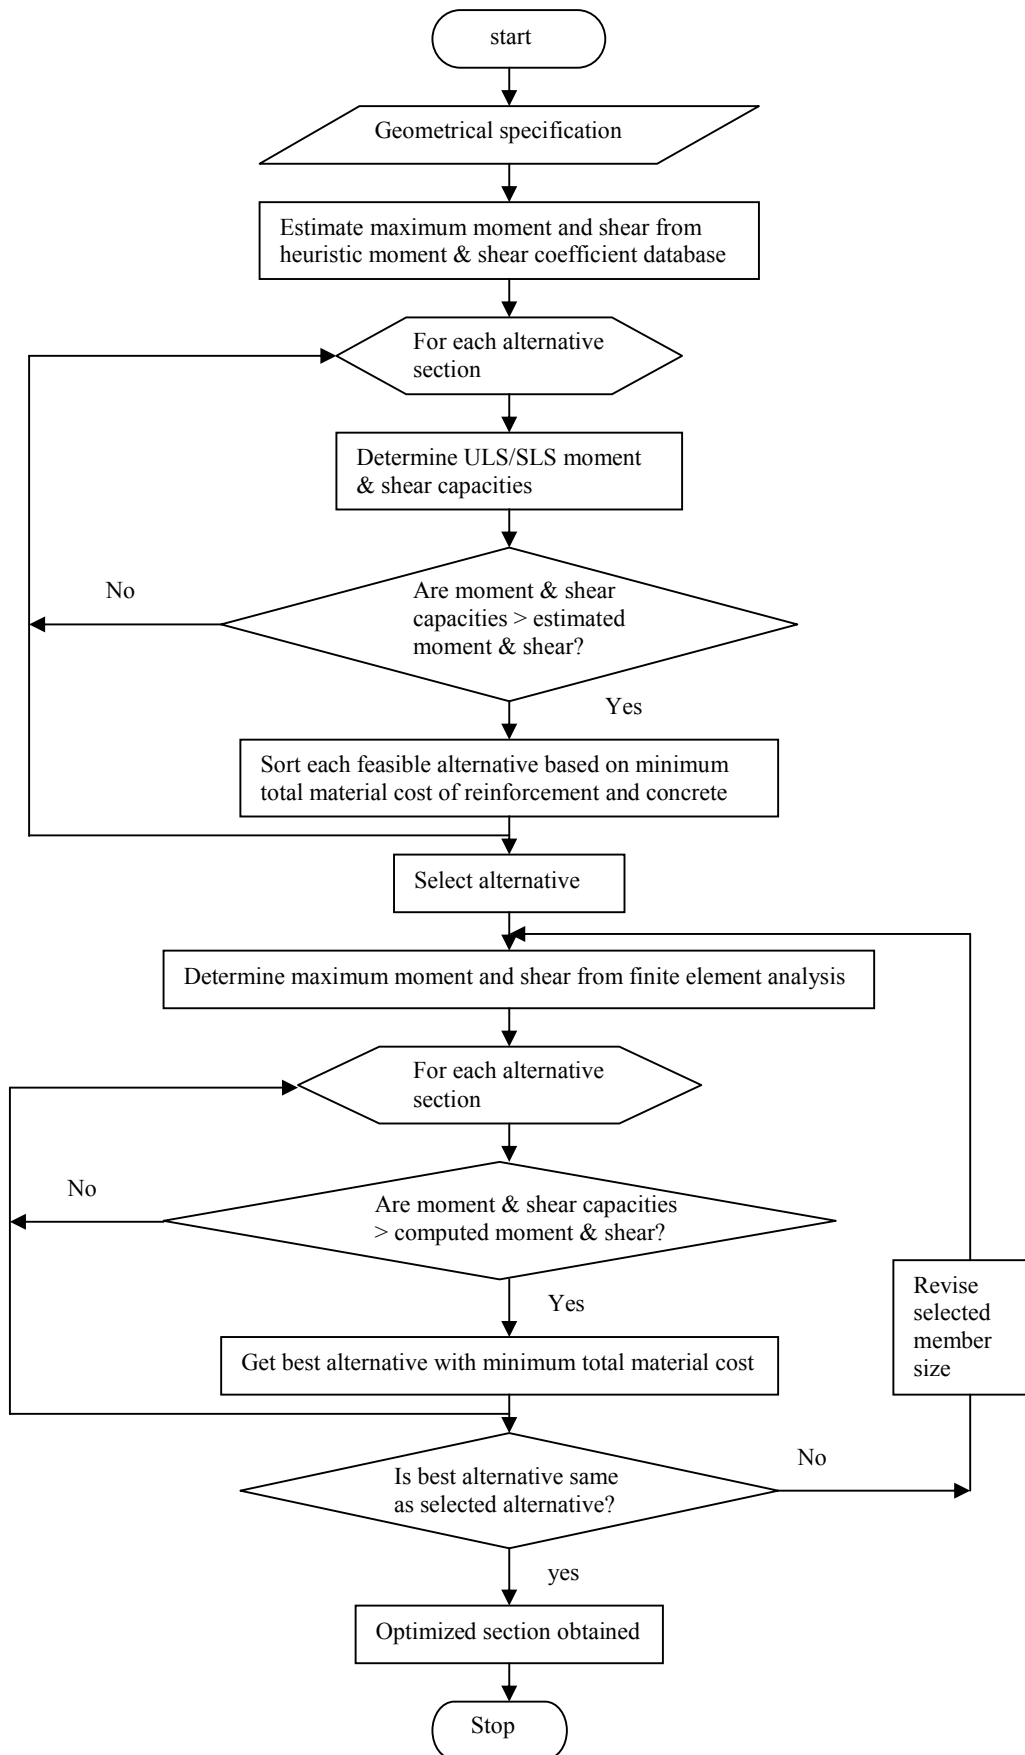 start
Geometrical specification
Estimate maximum moment and shear from
heuristic moment & shear coefficient database
For each alternative
section
Determine ULS/SLS moment
& shear capacities
No
Are moment & shear
capacities > estimated
moment & shear?
Yes
Sort each feasible alternative based on minimum
total material cost of reinforcement and concrete
Select alternative
Determine maximum moment and shear from finite element analysis
For each alternative
section
No
Are moment & shear capacities
> computed moment & shear?
Yes
Revise
selected
member
size
Get best alternative with minimum total material cost
No
Is best alternative same
as selected alternative?
yes
Optimized section obtained
Stop